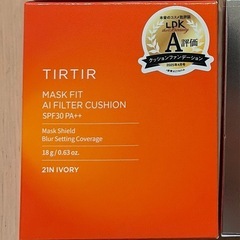 TIRTIR
MASK FIT
AI FILTER CUSHION
SPF30 PA++
Mask Shield
Blur Setting Coverage
18 g / 0.63 oz.
21N IVORY
LDK
A評価
クッションファンデーション